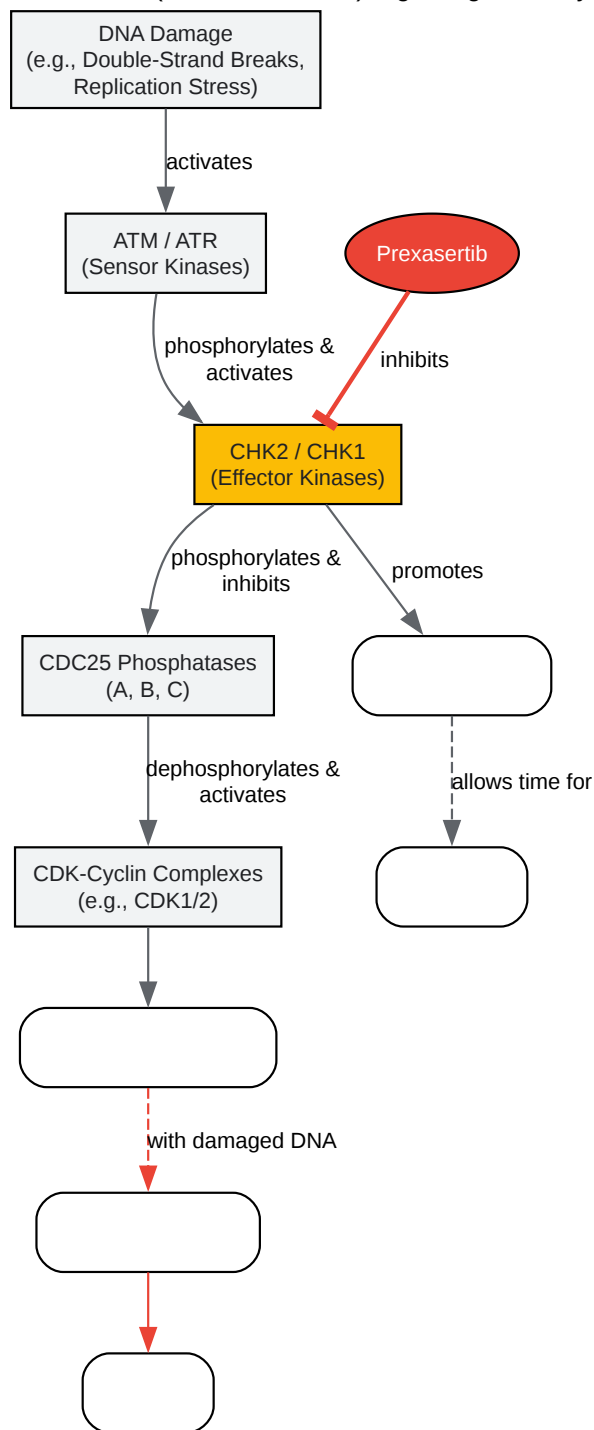 DNA Damage
(e.g., Double-Strand Breaks,
Replication Stress)
activates
ATM / ATR
(Sensor Kinases)
Prexasertib
phosphorylates &
activates
inhibits
CHK2 / CHK1
(Effector Kinases)
phosphorylates &
inhibits
promotes
CDC25 Phosphatases
(A, B, C)
dephosphorylates &
activates
allows time for
CDK-Cyclin Complexes
(e.g., CDK1/2)
with damaged DNA